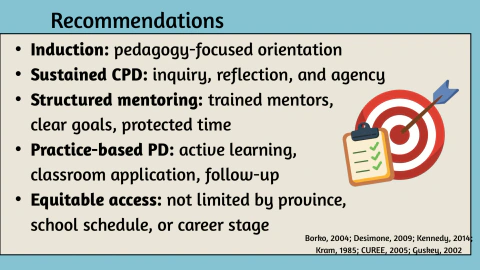 Recommendations
• Induction: pedagogy-focused orientation
• Sustained CPD: inquiry, reflection, and agency
• Structured mentoring: trained mentors,
clear goals, protected time
• Practice-based PD: active learning,
classroom application, follow-up
• Equitable access: not limited by province,
school schedule, or career stage
Borko, 2004; Desimone, 2009; Kennedy, 2014;
Kram, 1985; CUREE, 2005; Guskey, 2002